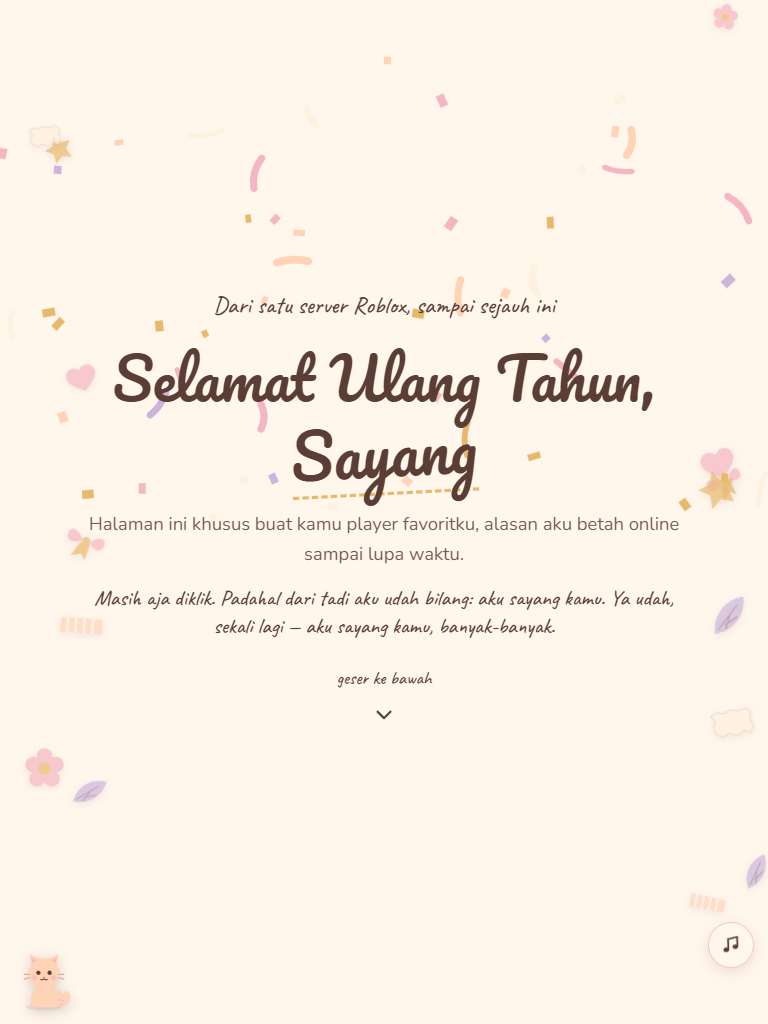 Dari satu server Roblox, sampai sejauh ini
Selamat Ulang Tahun,
Sayang
Halaman ini khusus buat kamu player favoritku, alasan aku betah online
sampai lupa waktu.
Masih aja diklik. Padahal dari tadi aku udah bilang: aku sayang kamu. Ya udah,
sekali lagi — aku sayang kamu, banyak-banyak.
geser ke bawah